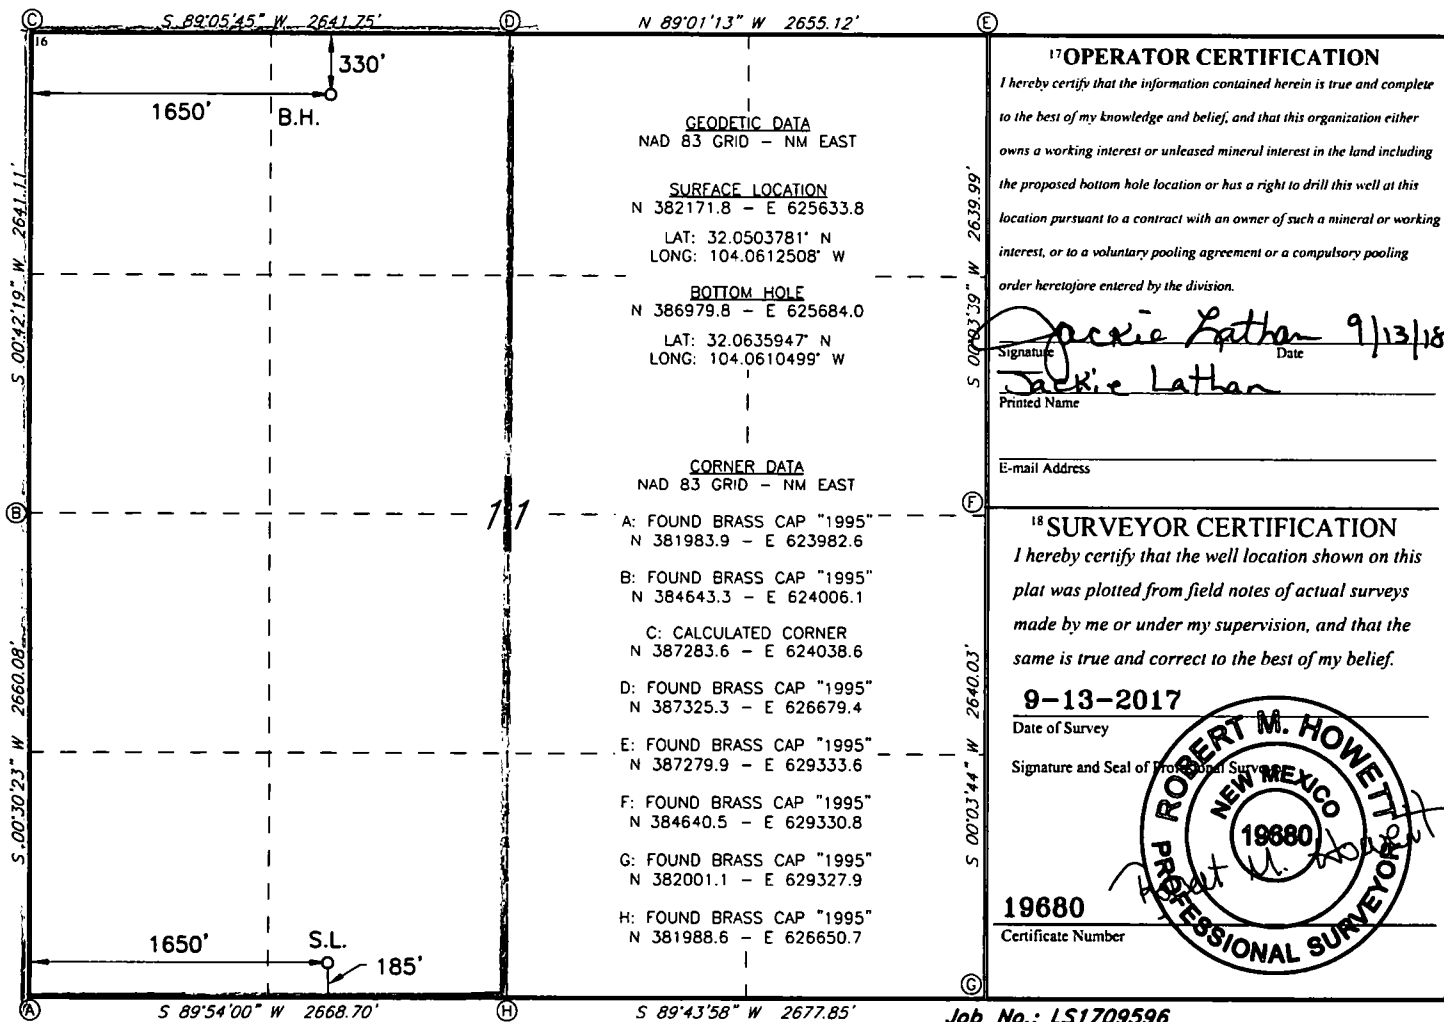 C S 89°05'45" W 2641.75' D N 89°01'13" W 2655.12' E
16
330'
1650'
B.H.
S 00°42'19" W 2641.11'
B
S 00°30'23" W 2660.08'
11
1650'
S.L.
185'
A S 89°54'00" W 2668.70' H S 89°43'58" W 2677.85' G
GEODETIC DATA
NAD 83 GRID - NM EAST
SURFACE LOCATION
N 382171.8 - E 625633.8
LAT: 32.0503781° N
LONG: 104.0612508° W
BOTTOM HOLE
N 386979.8 - E 625684.0
LAT: 32.0635947° N
LONG: 104.0610499° W
CORNER DATA
NAD 83 GRID - NM EAST
A: FOUND BRASS CAP "1995"
N 381983.9 - E 623982.6
B: FOUND BRASS CAP "1995"
N 384643.3 - E 624006.1
C: CALCULATED CORNER
N 387283.6 - E 624038.6
D: FOUND BRASS CAP "1995"
N 387325.3 - E 626679.4
E: FOUND BRASS CAP "1995"
N 387279.9 - E 629333.6
F: FOUND BRASS CAP "1995"
N 384640.5 - E 629330.8
G: FOUND BRASS CAP "1995"
N 382001.1 - E 629327.9
H: FOUND BRASS CAP "1995"
N 381988.6 - E 626650.7
S 00°03'39" W 2639.99'
F
S 00°03'44" W 2640.03'
17 OPERATOR CERTIFICATION
I hereby certify that the information contained herein is true and complete
to the best of my knowledge and belief, and that this organization either
owns a working interest or unleased mineral interest in the land including
the proposed bottom hole location or has a right to drill this well at this
location pursuant to a contract with an owner of such a mineral or working
interest, or to a voluntary pooling agreement or a compulsory pooling
order heretofore entered by the division.
Jackie Lathan 9/13/18
Signature Date
Jackie Lathan
Printed Name
E-mail Address
18 SURVEYOR CERTIFICATION
I hereby certify that the well location shown on this
plat was plotted from field notes of actual surveys
made by me or under my supervision, and that the
same is true and correct to the best of my belief.
9-13-2017
Date of Survey
Signature and Seal of Professional Surveyor
ROBERT M. HOWETT
NEW MEXICO
19680
PROFESSIONAL SURVEYOR
Robert M. Howett
19680
Certificate Number
Job No.: LS1709596